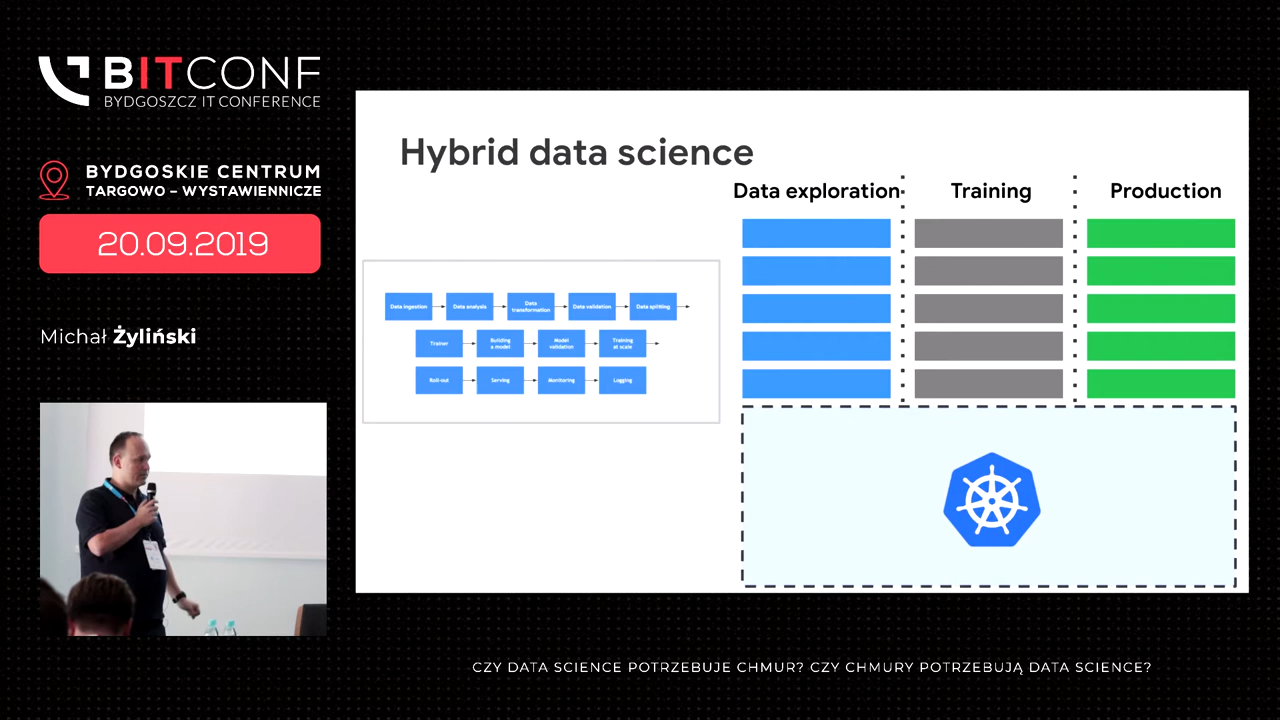 BITCONF
BYDGOSZCZ IT CONFERENCE
BYDGOSKIE CENTRUM
TARGOWO – WYSTAWIENNICZE
20.09.2019
Michał Żyliński
Hybrid data science
Data exploration
Training
Production
Data ingestion
Data analysis
Data
transformation
Data validation
Data splitting
Trainer
Building
a model
Model
validation
Training
at scale
Roll-out
Serving
Monitoring
Logging
CZY DATA SCIENCE POTRZEBUJE CHMUR? CZY CHMURY POTRZEBUJĄ DATA SCIENCE?